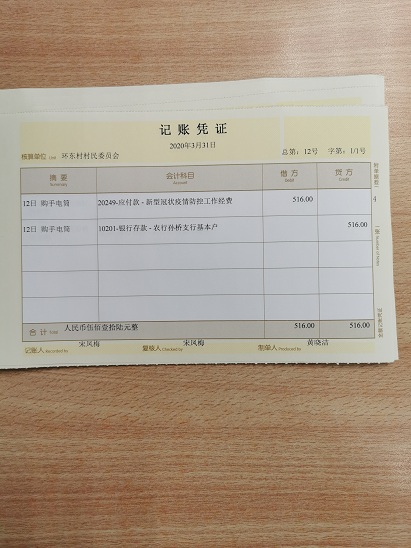 记账凭证
2020年3月31日
核算单位 环东村村民委员会 总第：12号 字第：1/1号
摘要 会计科目 借方 贷方
Summary Account Debit Credit
12日 购手电筒 20249-应付款-新型冠状疫情防控工作经费 516.00
12日 购手电筒 10201-银行存款-农行孙桥支行基本户 516.00
合计 人民币伍佰壹拾陆元整 516.00 516.00
记账人 宋凤梅 复核人 宋凤梅 制单人 黄晓洁
4